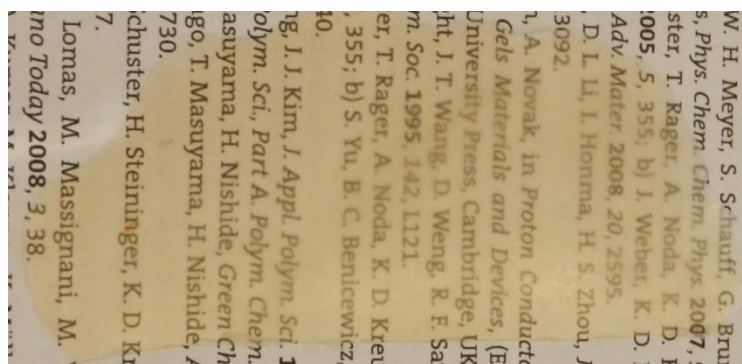 W. H. Meyer, S. Schauff, G. Bru
s, Phys. Chem. Chem. Phys. 2007, 9
ster, T. Rager, A. Noda, K. D.
2005, 5, 355; b) J. Weber, K. D.
Adv. Mater. 2008, 20, 2595.
, D. L. Li, I. Honma, H. S. Zhou, J
3092.
, A. Novak, in Proton Conducto
Gels Materials and Devices, (E
University Press, Cambridge, UK
ht, J. T. Wang, D. Weng, R. F. Sa
m. Soc. 1995, 142, L121.
er, T. Rager, A. Noda, K. D. Kreu
, 355; b) S. Yu, B. C. Benicewicz,
40.
ng, J. J. Kim, J. Appl. Polym. Sci. 1
olym. Sci., Part A. Polym. Chem.
asuyama, H. Nishide, Green Ch
go, T. Masuyama, H. Nishide,
730.
chuster, H. Steininger, K. D. Kr
7.
Lomas, M. Massignani, M.
no Today 2008, 3, 38.